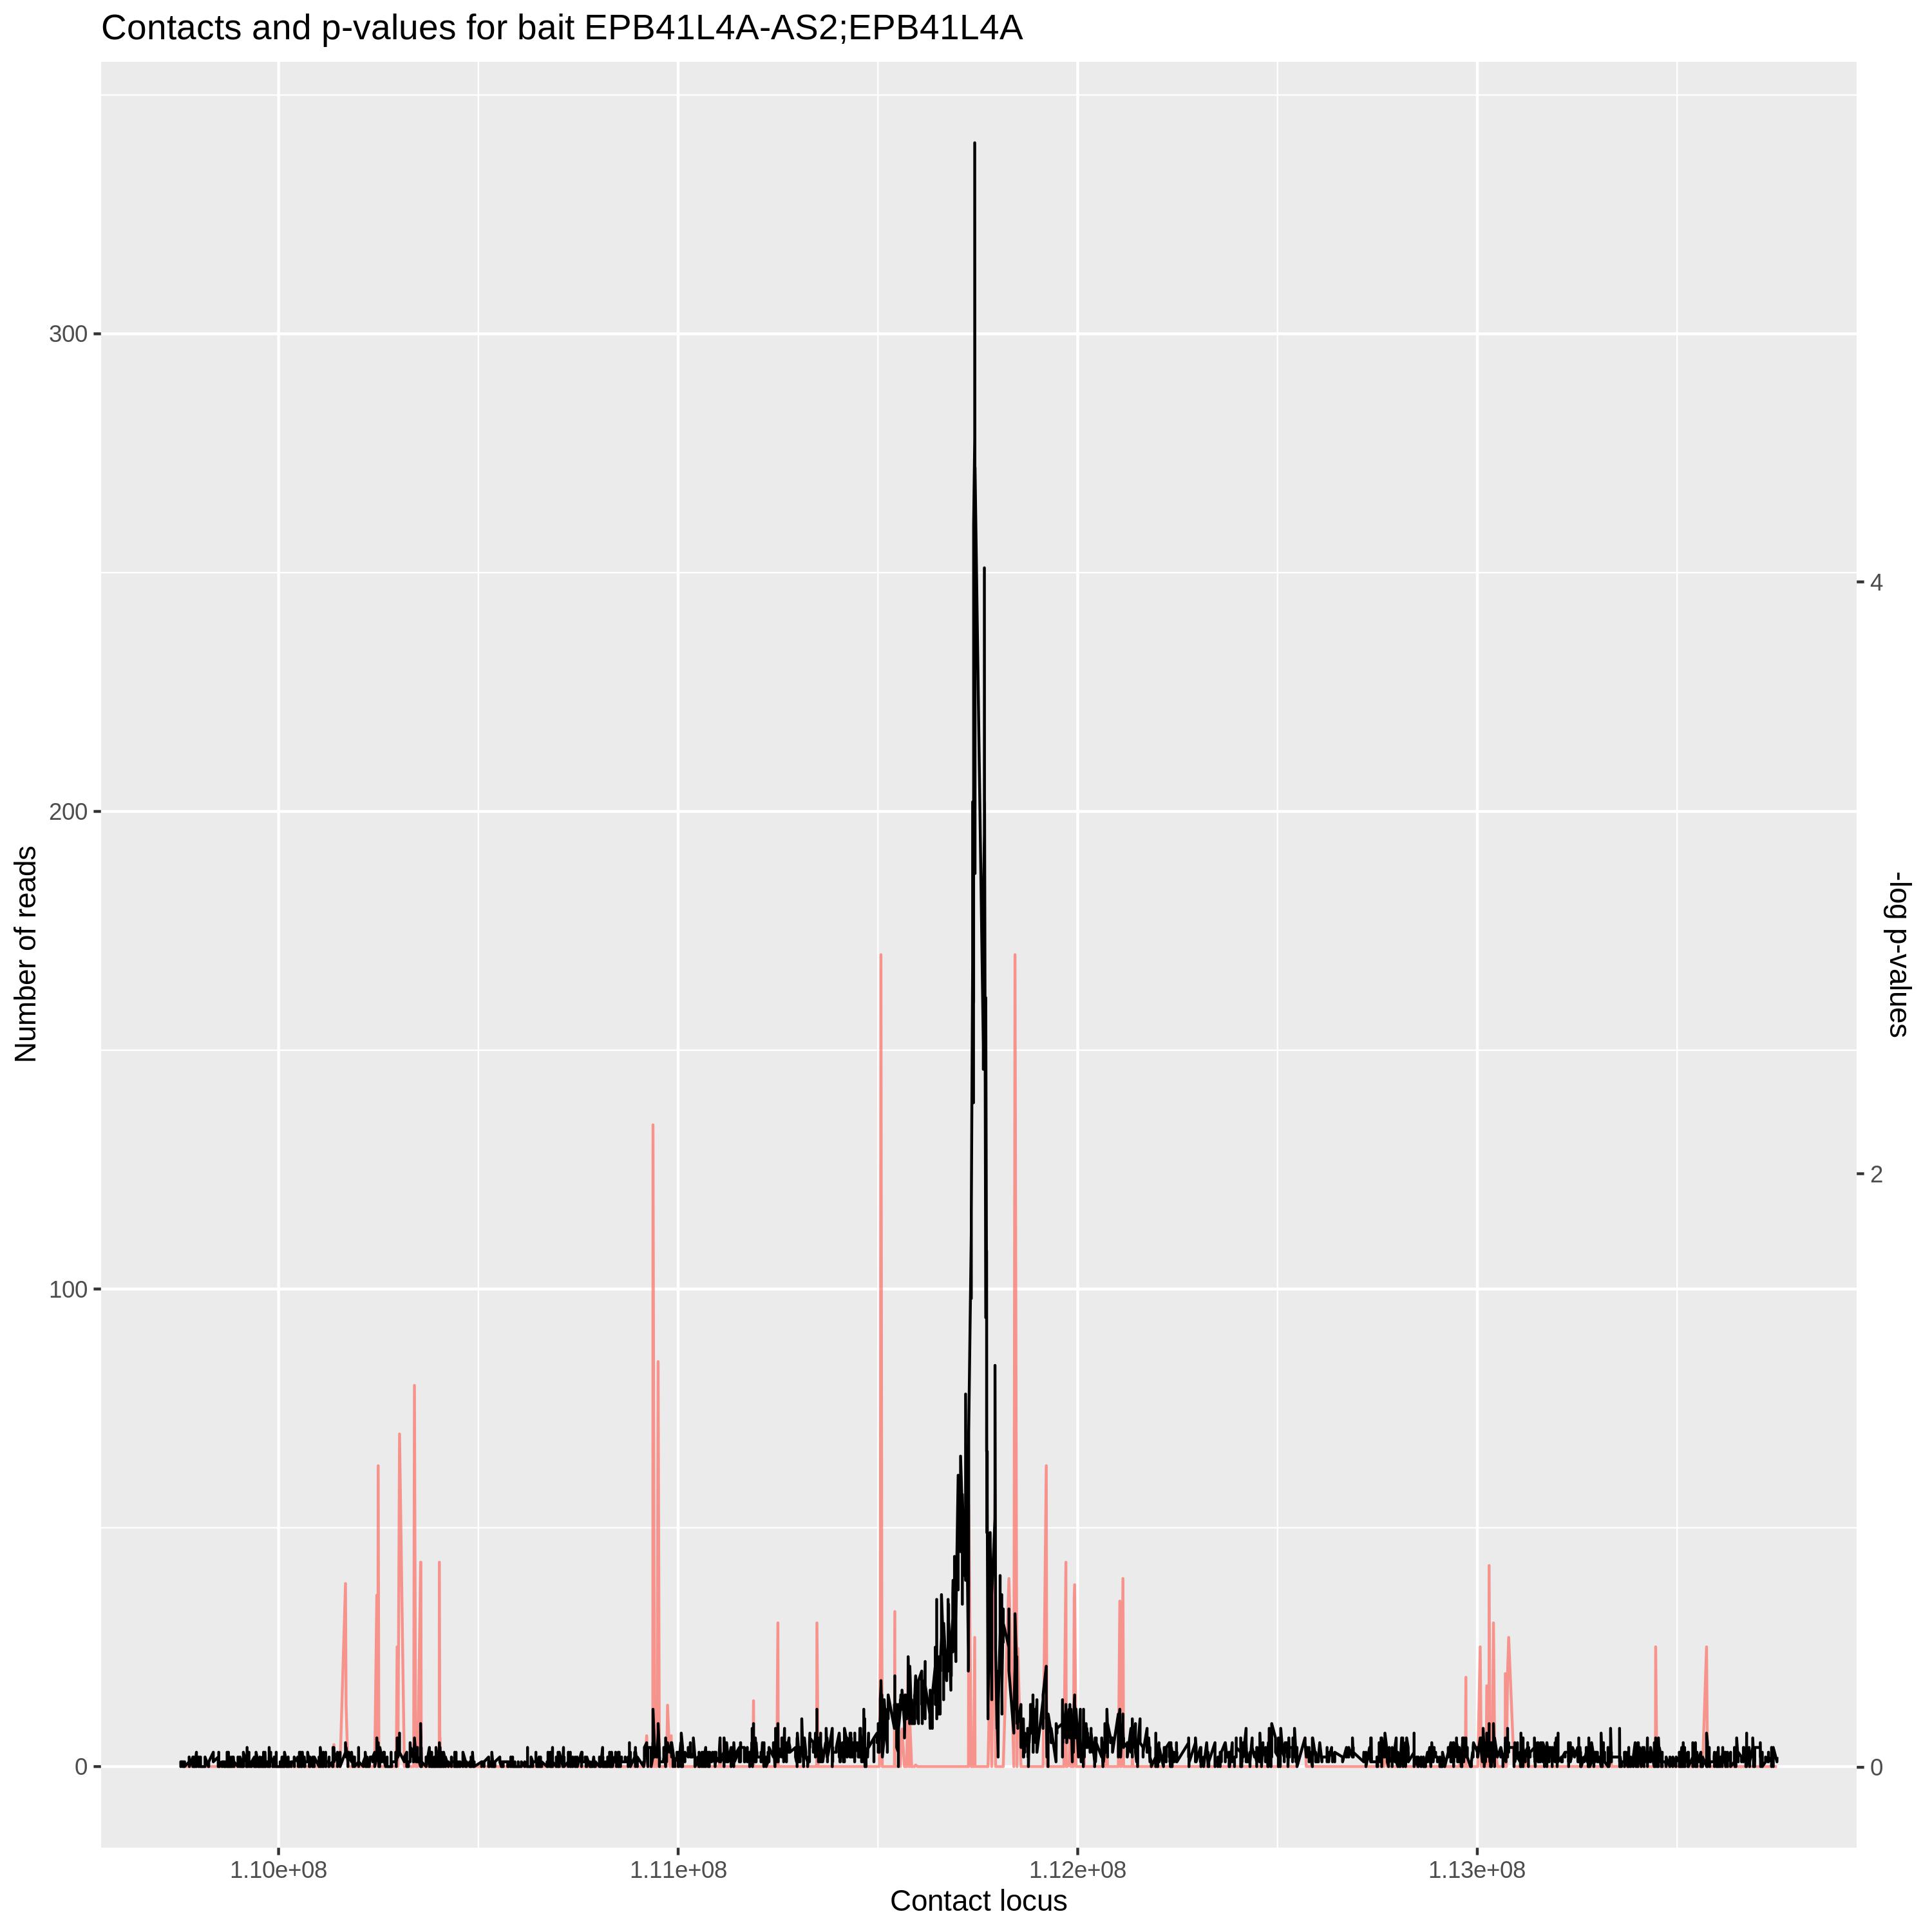 Contacts and p-values for bait EPB41L4A-AS2;EPB41L4A
300
200
100
0
Number of reads
4
2
0
-log p-values
1.10e+08
1.11e+08
1.12e+08
1.13e+08
Contact locus